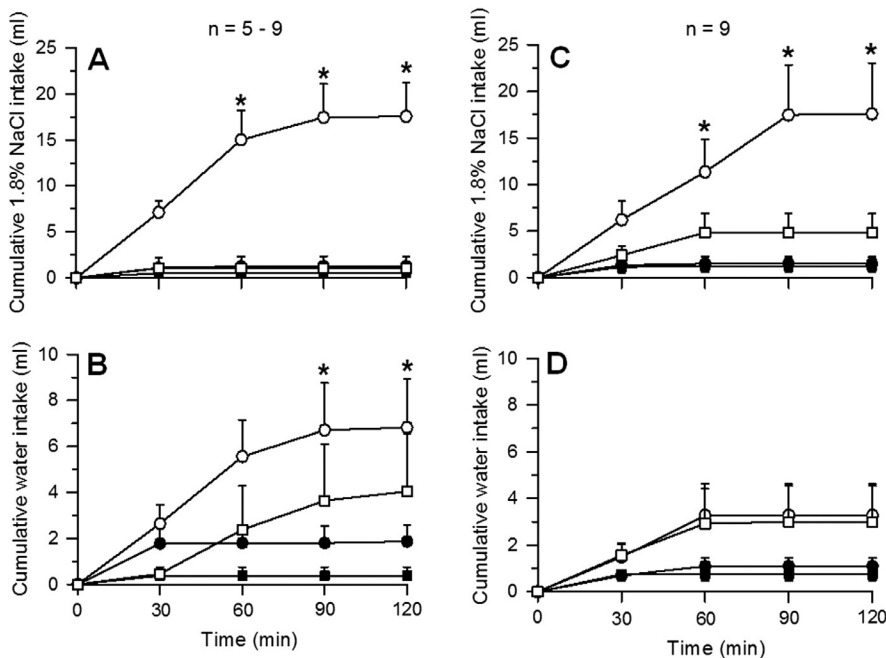 n = 5 - 9
A
Cumulative 1.8% NaCl intake (ml)
25
20
15
10
5
0
* * *
n = 9
C
Cumulative 1.8% NaCl intake (ml)
25
20
15
10
5
0
* * *
B
Cumulative water intake (ml)
10
8
6
4
2
0
* *
0 30 60 90 120
Time (min)
D
Cumulative water intake (ml)
10
8
6
4
2
0
0 30 60 90 120
Time (min)